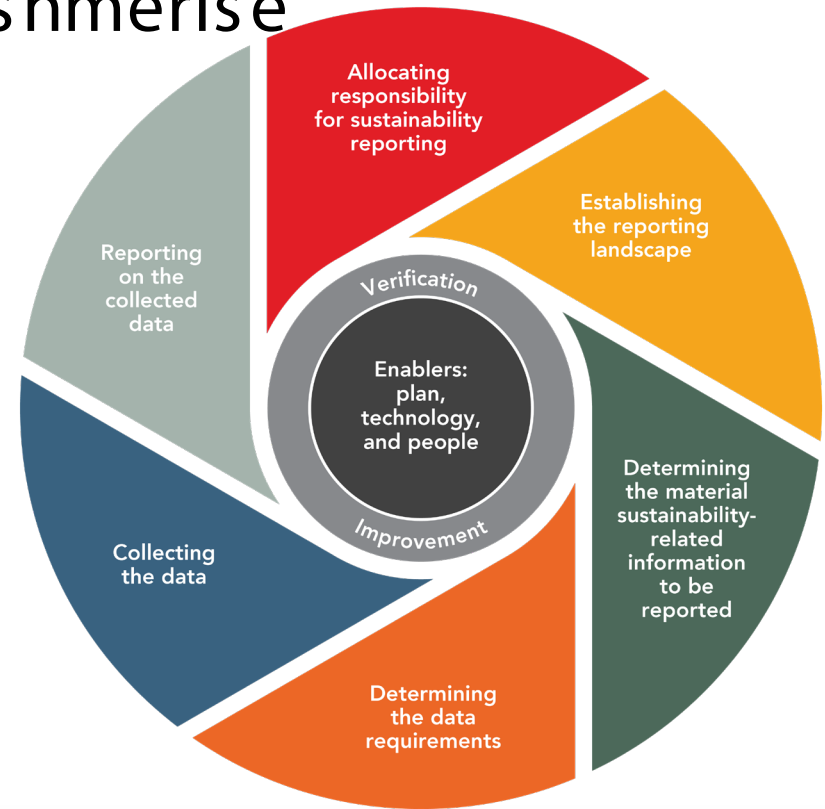 Allocating
responsibility
for sustainability
reporting
Establishing
the reporting
landscape
Determining
the material
sustainability-
related
information
to be
reported
Determining
the data
requirements
Collecting
the data
Reporting
on the
collected
data
Verification
Enablers:
plan,
technology,
and people
Improvement